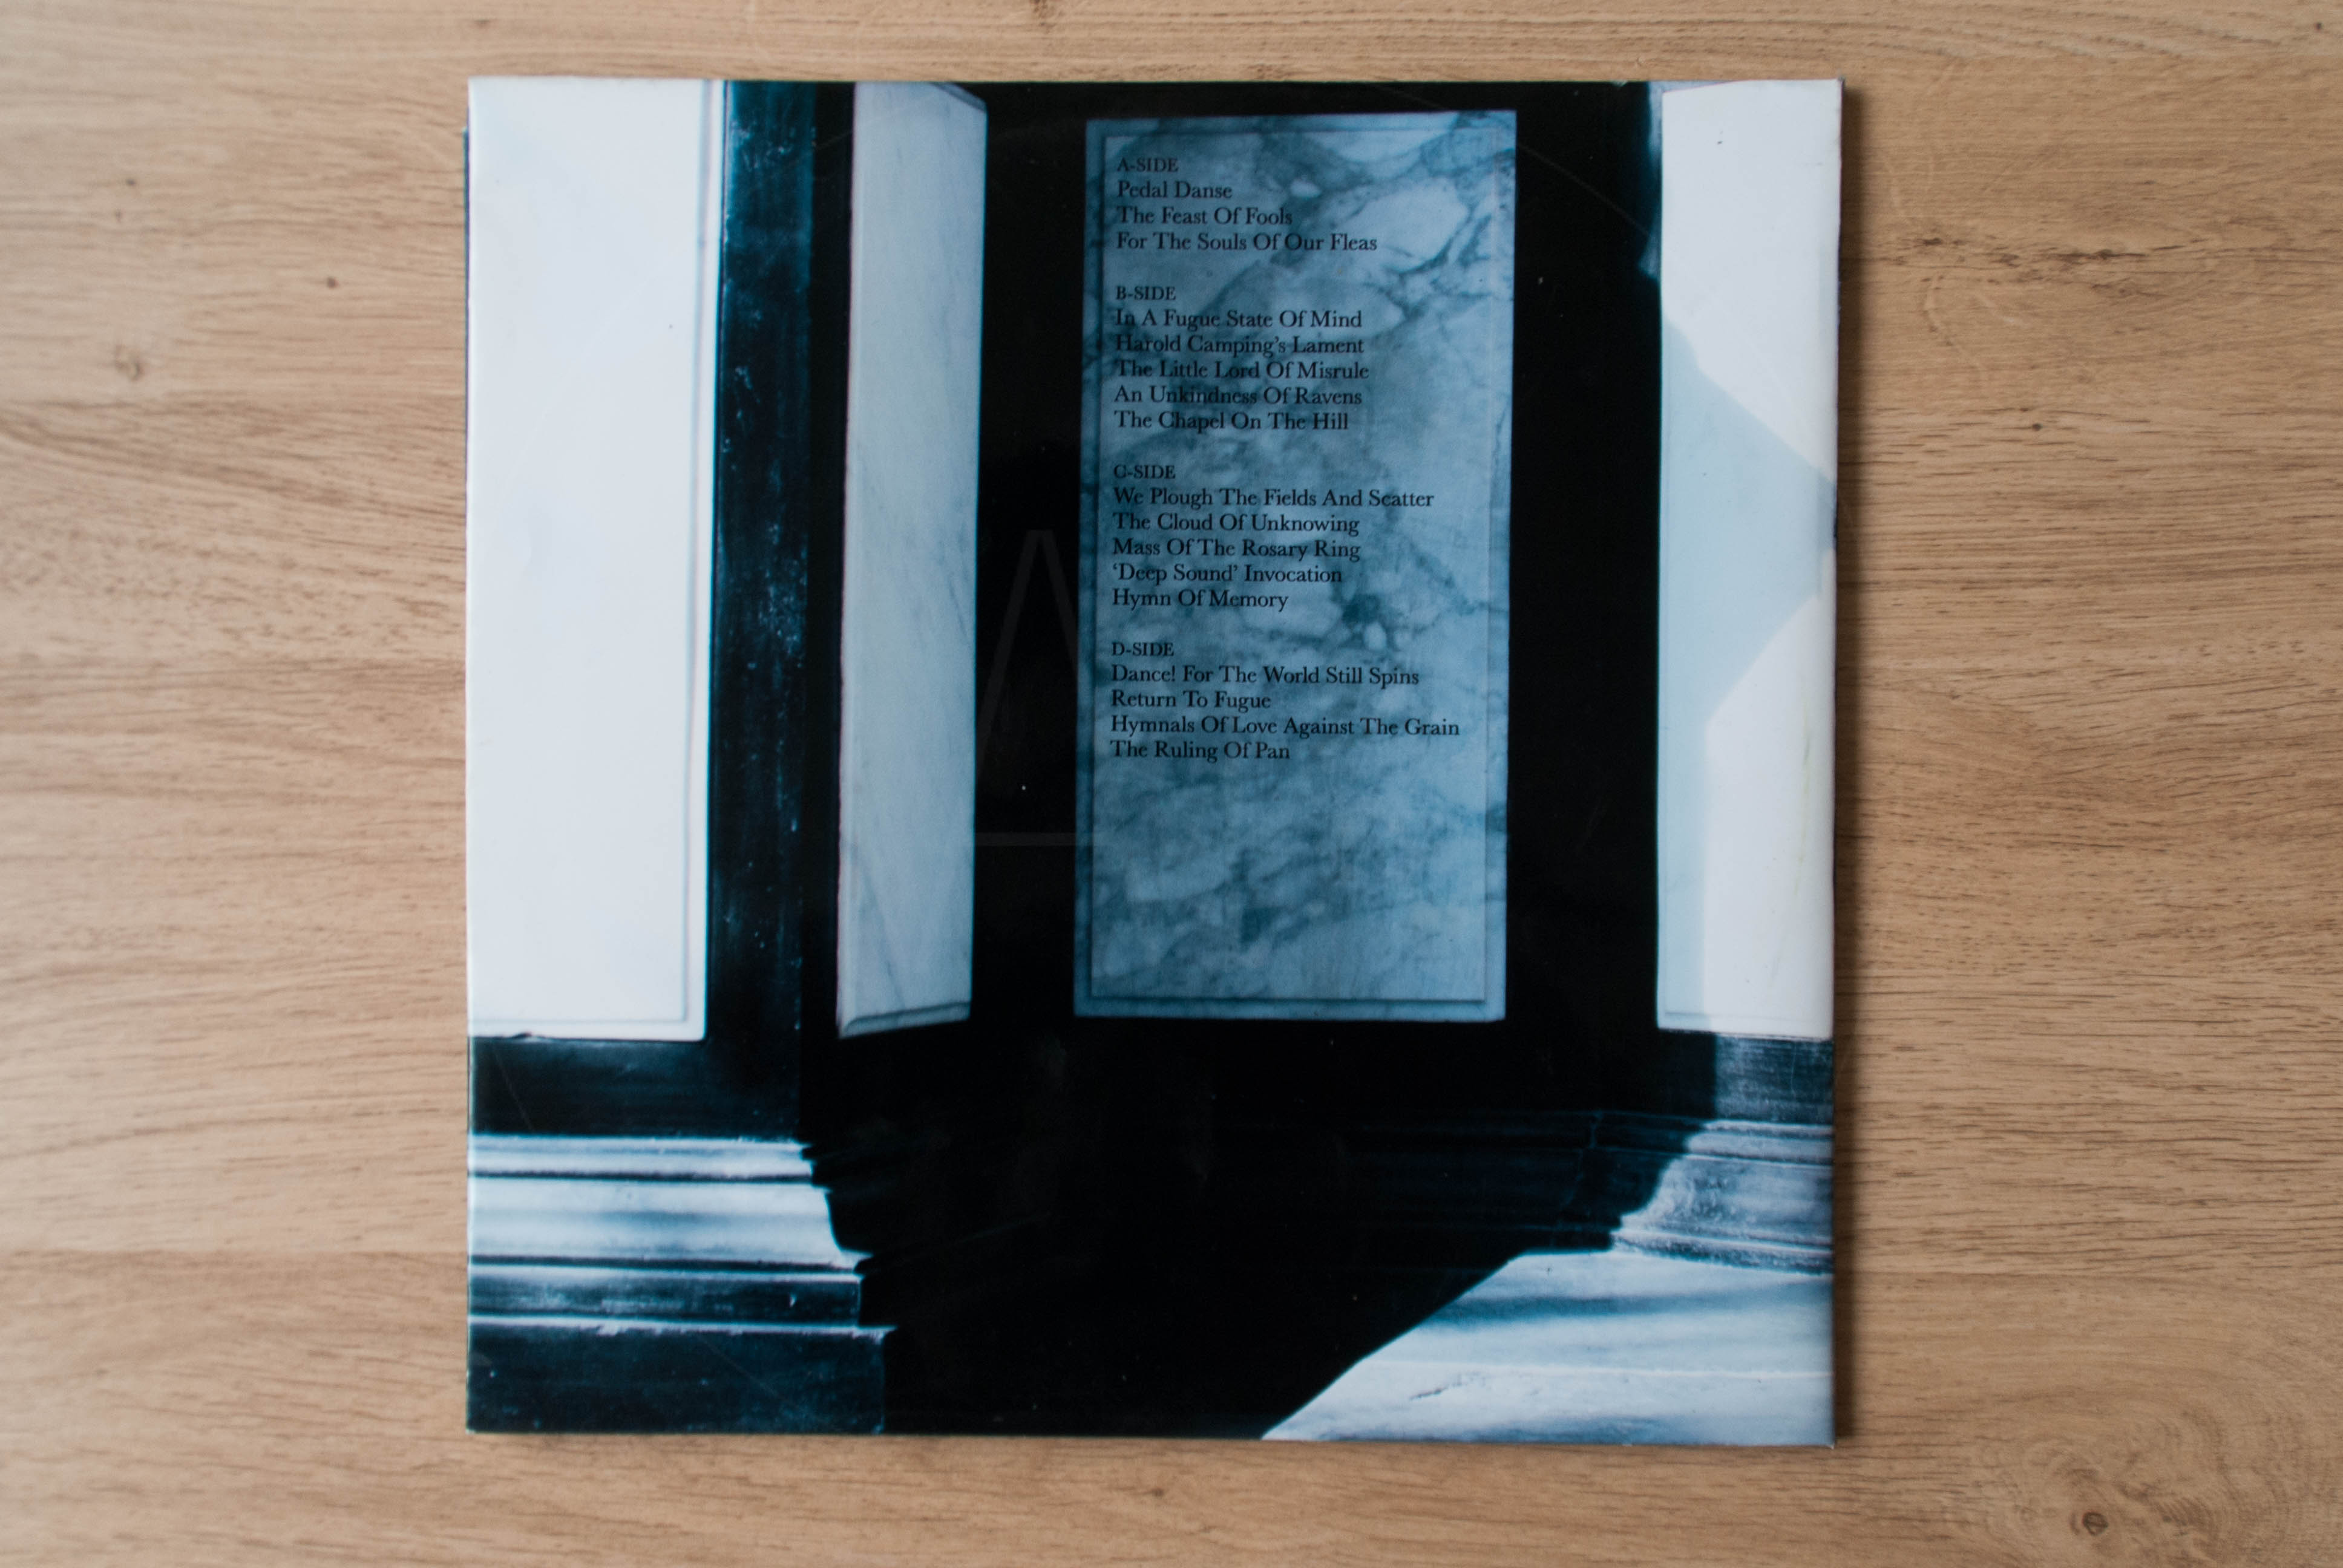 A-SIDE
Pedal Danse
The Feast Of Fools
For The Souls Of Our Fleas
B-SIDE
In A Fugue State Of Mind
Harold Camping's Lament
The Little Lord Of Misrule
An Unkindness Of Ravens
The Chapel On The Hill
C-SIDE
We Plough The Fields And Scatter
The Cloud Of Unknowing
Mass Of The Rosary Ring
‘Deep Sound’ Invocation
Hymn Of Memory
D-SIDE
Dance! For The World Still Spins
Return To Fugue
Hymnals Of Love Against The Grain
The Ruling Of Pan